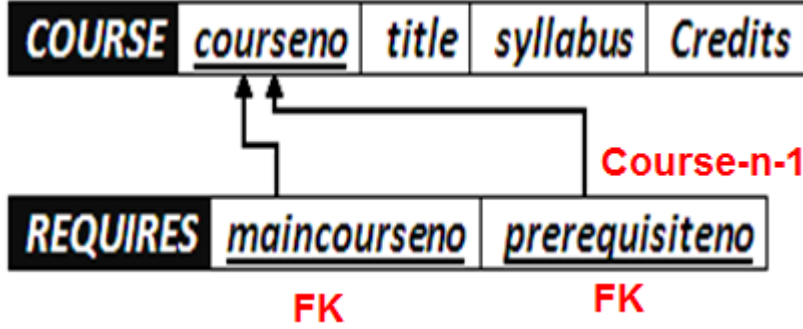 COURSE courseno title syllabus Credits
Course-n-1
REQUIRES maincourseno prerequisiteno
FK FK